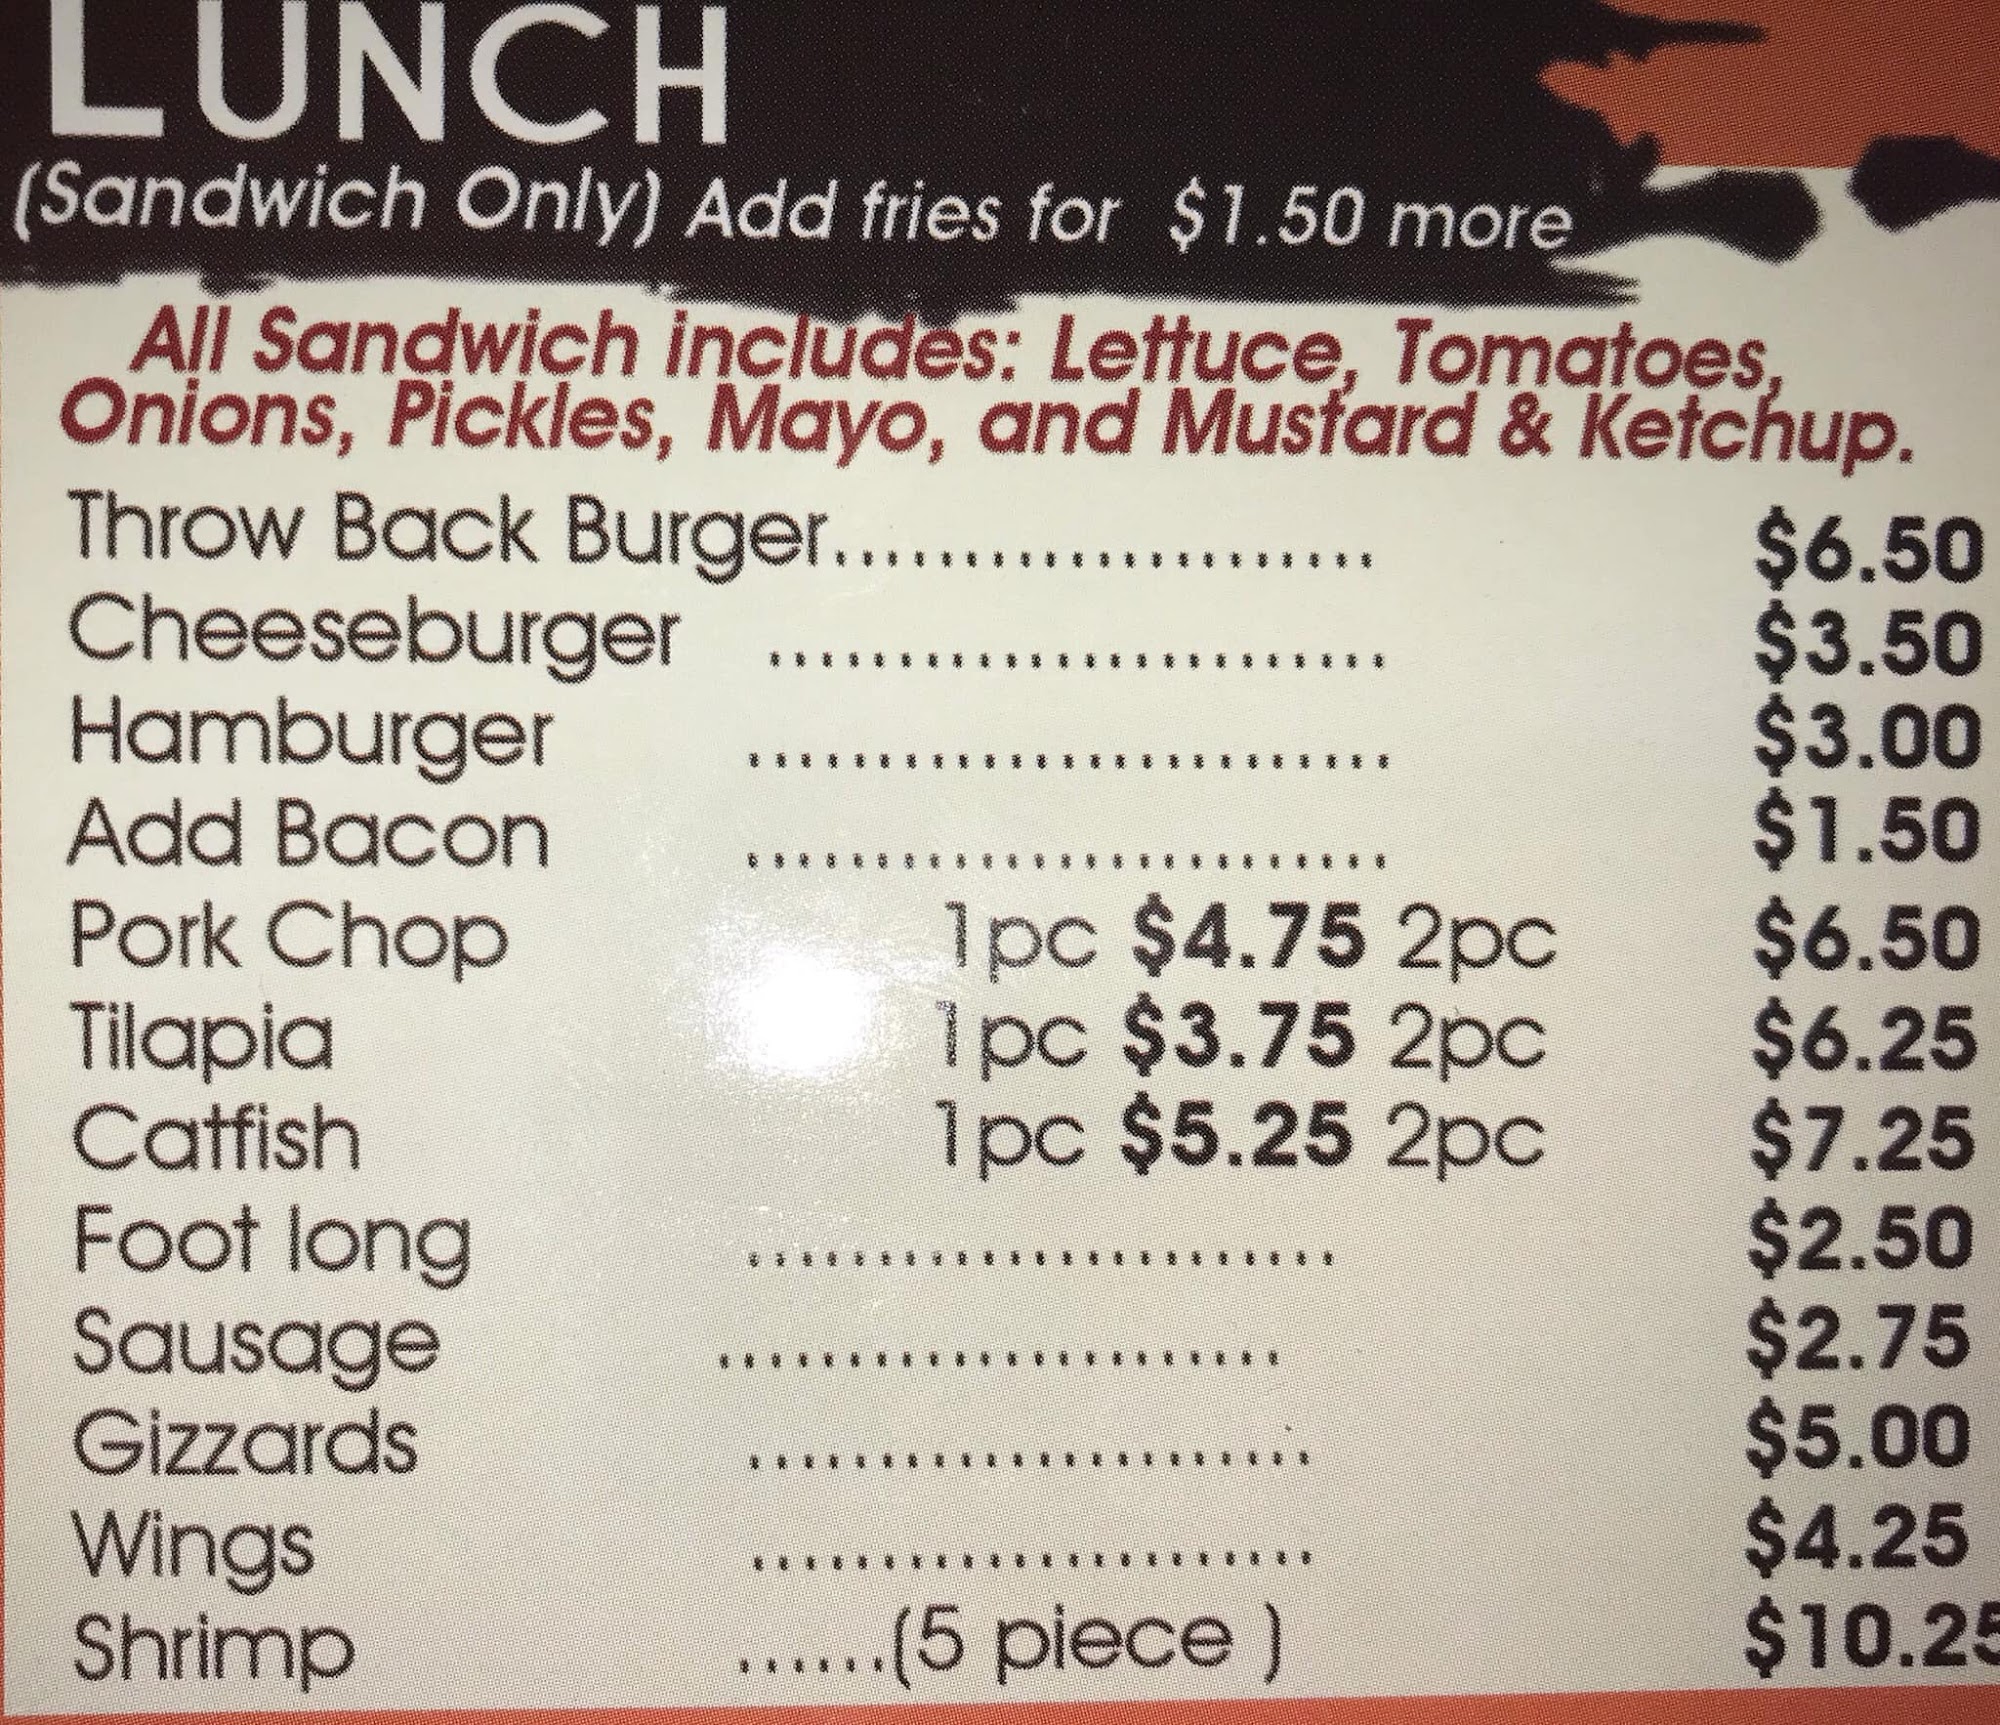 LUNCH
(Sandwich Only) Add fries for $1.50 more
All Sandwich includes: Lettuce, Tomatoes,
Onions, Pickles, Mayo, and Mustard & Ketchup.
Throw Back Burger..................... $6.50
Cheeseburger ........................ $3.50
Hamburger ......................... $3.00
Add Bacon ......................... $1.50
Pork Chop 1pc $4.75 2pc $6.50
Tilapia 1pc $3.75 2pc $6.25
Catfish 1pc $5.25 2pc $7.25
Foot long ....................... $2.50
Sausage ...................... $2.75
Gizzards ...................... $5.00
Wings ...................... $4.25
Shrimp ......(5 piece ) $10.25